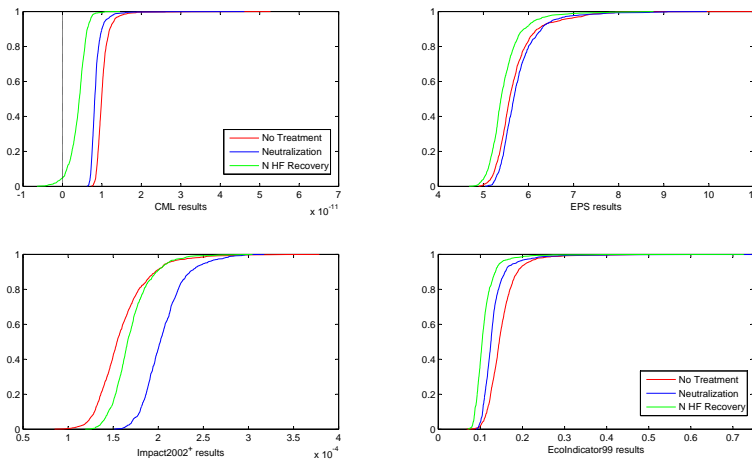 1
0.8
0.6
0.4
0.2
0
-1 0 1 2 3 4 5 6 7
CML results
x 10-11
No Treatment
Neutralization
N HF Recovery
1
0.8
0.6
0.4
0.2
0
4 5 6 7 8 9 10 11
EPS results
1
0.8
0.6
0.4
0.2
0
0.5 1 1.5 2 2.5 3 3.5 4
Impact2002+ results
x 10-4
1
0.8
0.6
0.4
0.2
0
0 0.1 0.2 0.3 0.4 0.5 0.6 0.7
EcoIndicator99 results
No Treatment
Neutralization
N HF Recovery